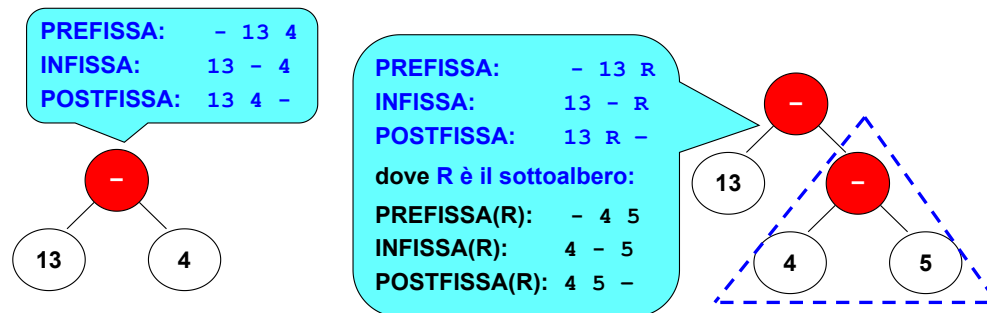 PREFISSA: - 13 4
INFISSA: 13 - 4
POSTFISSA: 13 4 -
–
13
4
PREFISSA: - 13 R
INFISSA: 13 - R
POSTFISSA: 13 R –
dove R è il sottoalbero:
PREFISSA(R): - 4 5
INFISSA(R): 4 - 5
POSTFISSA(R): 4 5 –
–
13
–
4
5